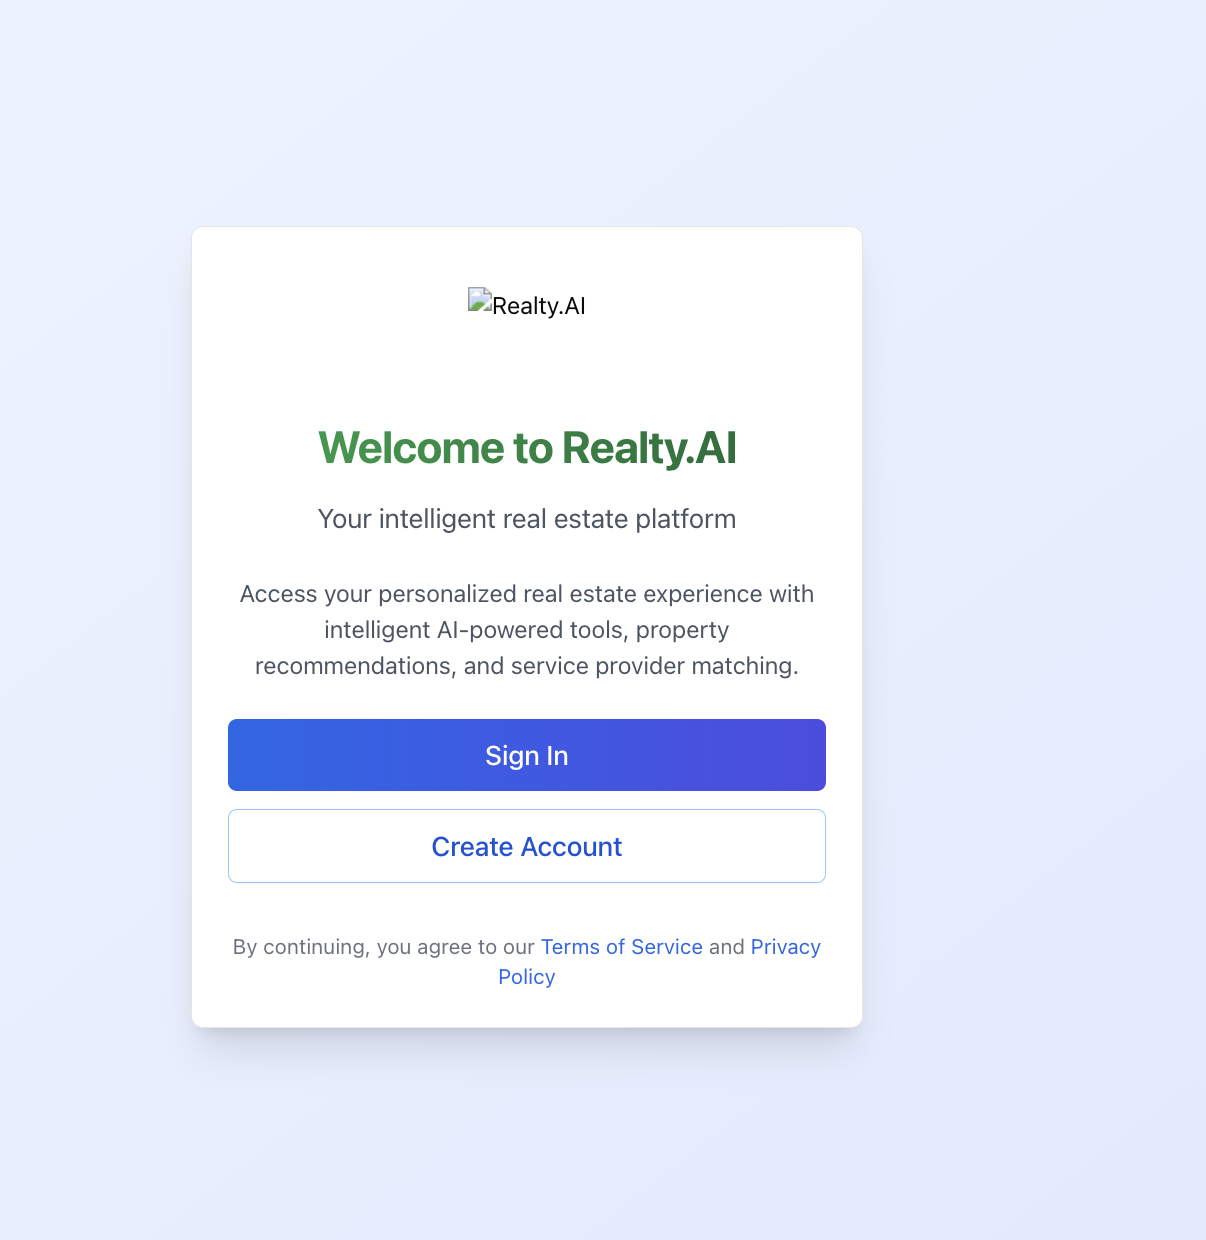 Realty.AI
Welcome to Realty.AI
Your intelligent real estate platform
Access your personalized real estate experience with
intelligent AI-powered tools, property
recommendations, and service provider matching.
Sign In
Create Account
By continuing, you agree to our Terms of Service and Privacy
Policy